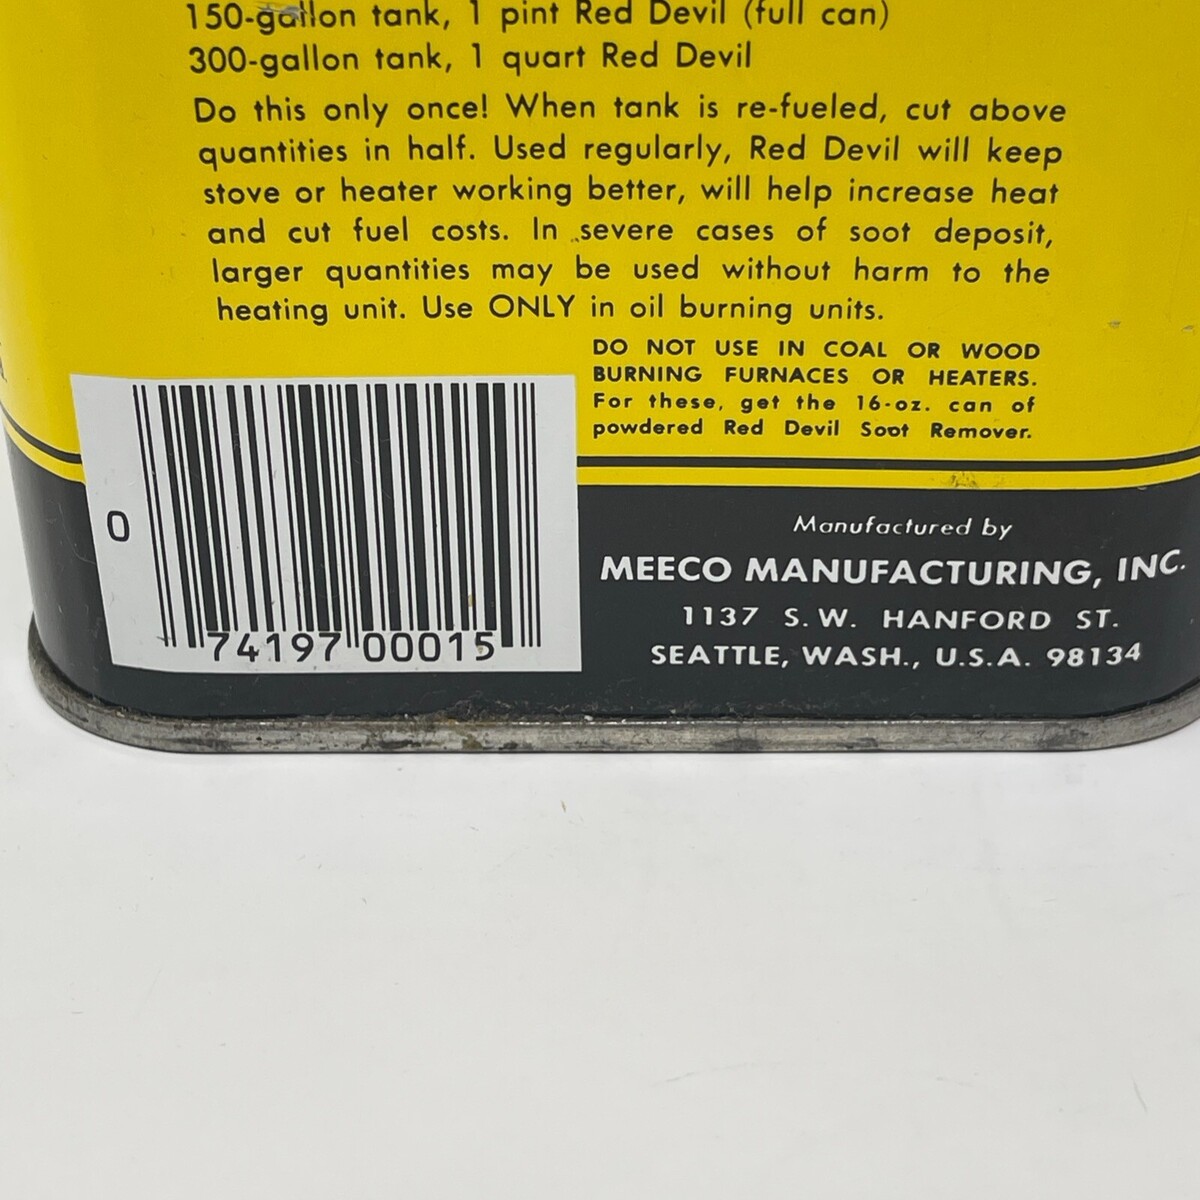 150-gallon tank, 1 pint Red Devil (full can)
300-gallon tank, 1 quart Red Devil
Do this only once! When tank is re-fueled, cut above
quantities in half. Used regularly, Red Devil will keep
stove or heater working better, will help increase heat
and cut fuel costs. In severe cases of soot deposit,
larger quantities may be used without harm to the
heating unit. Use ONLY in oil burning units.
DO NOT USE IN COAL OR WOOD
BURNING FURNACES OR HEATERS.
For these, get the 16-oz. can of
powdered Red Devil Soot Remover.
0 74197 00015
Manufactured by
MEECO MANUFACTURING, INC.
1137 S. W. HANFORD ST.
SEATTLE, WASH., U.S.A. 98134